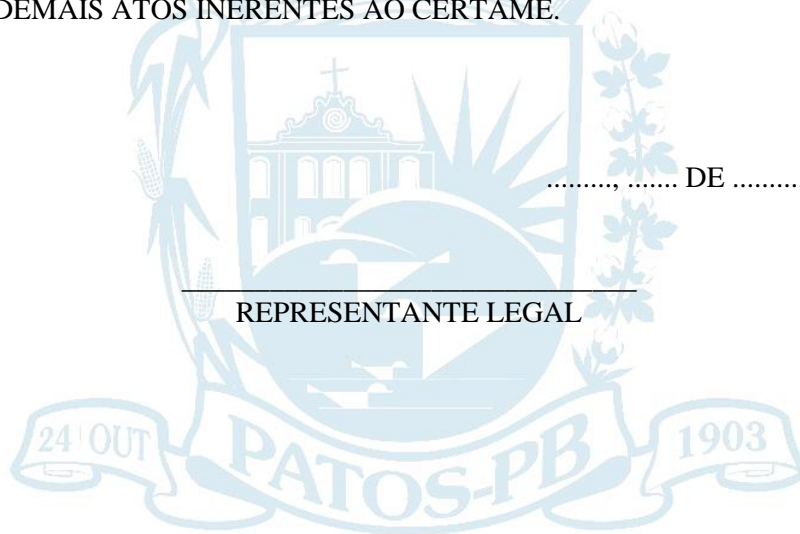 DEMAIS ATOS INERENTES AO CERTAME.
........., ....... DE .........
REPRESENTANTE LEGAL
24 OUT
PATOS-PB
1903